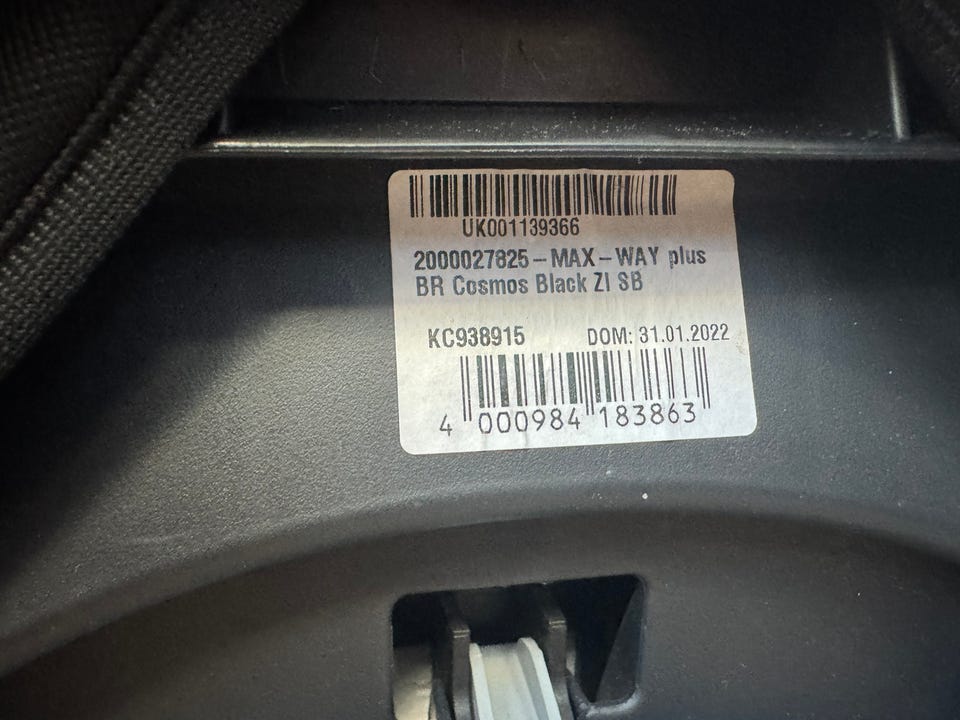 UK001139366
2000027825-MAX-WAY plus
BR Cosmos Black ZI SB
KC938915 DOM: 31.01.2022
4 000984 183863